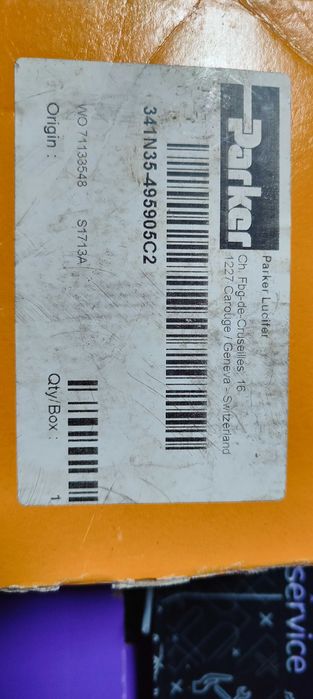 Parker
Parker Lucifer
Ch. Fbg-de-Cruseilles, 16
1227 Carouge / Geneva - Switzerland
341N35-495905C2
WO 71133548 S1713A
Origin : Qty/Box : 1
service